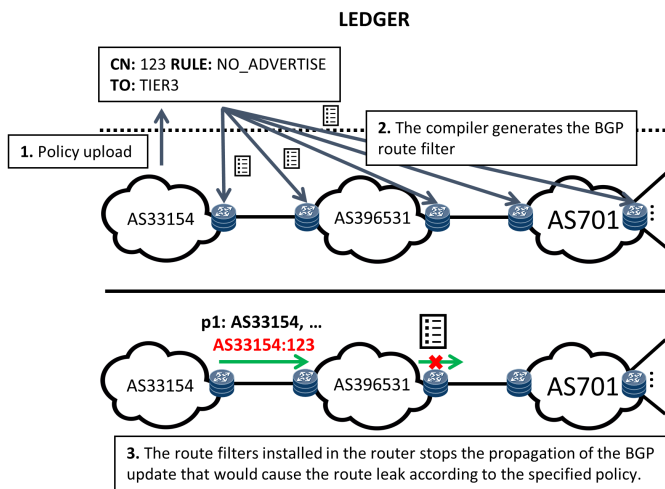 LEDGER
CN: 123 RULE: NO_ADVERTISE
TO: TIER3
1. Policy upload
2. The compiler generates the BGP
route filter
AS33154
AS396531
AS701
p1: AS33154, ...
AS33154:123
AS33154
AS396531
AS701
3. The route filters installed in the router stops the propagation of the BGP
update that would cause the route leak according to the specified policy.